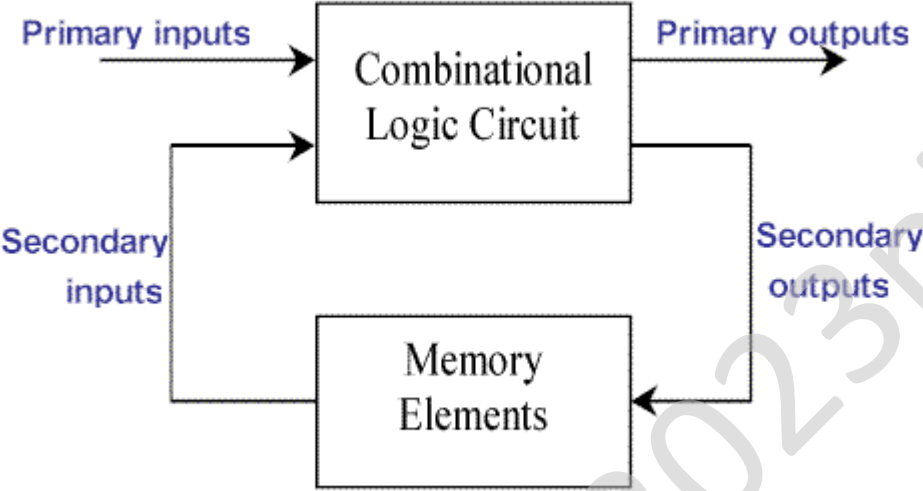 Primary inputs
Primary outputs
Combinational
Logic Circuit
Secondary
inputs
Secondary
outputs
Memory
Elements